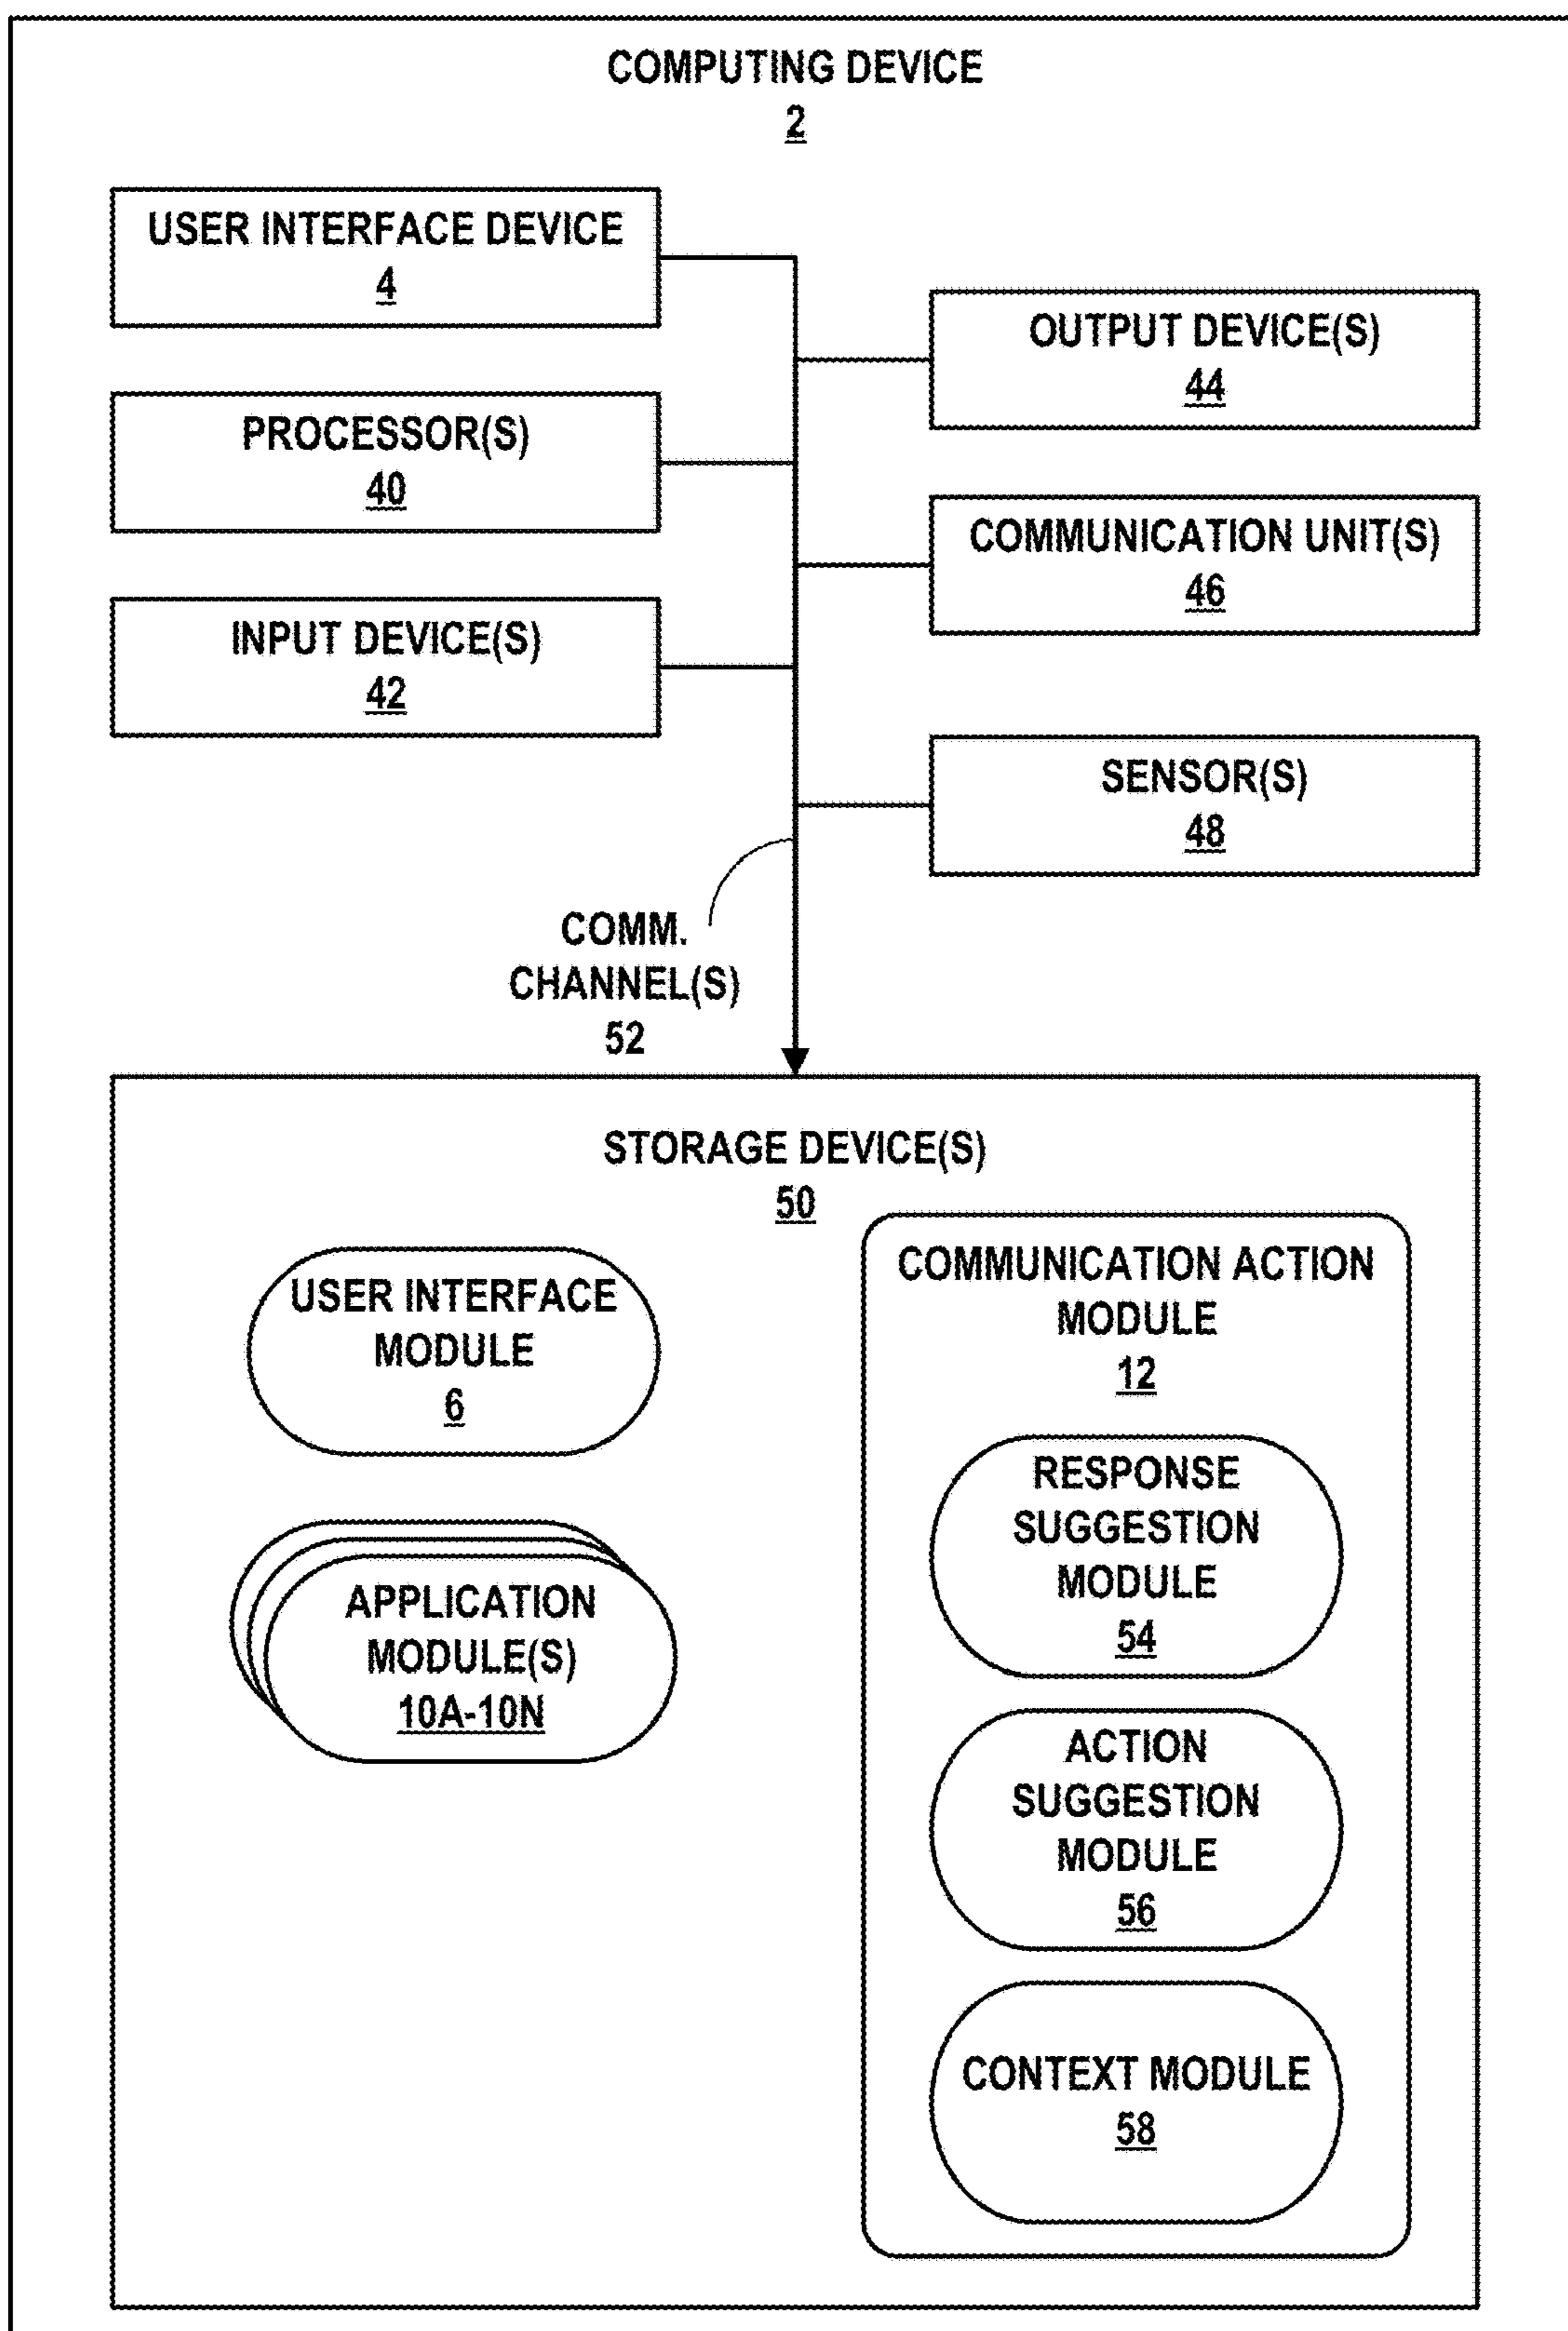 COMPUTING DEVICE
2
USER INTERFACE DEVICE
4
PROCESSOR(S)
40
INPUT DEVICE(S)
42
OUTPUT DEVICE(S)
44
COMMUNICATION UNIT(S)
46
SENSOR(S)
48
COMM.
CHANNEL(S)
52
STORAGE DEVICE(S)
50
USER INTERFACE
MODULE
6
APPLICATION
MODULE(S)
10A-10N
COMMUNICATION ACTION
MODULE
12
RESPONSE
SUGGESTION
MODULE
54
ACTION
SUGGESTION
MODULE
56
CONTEXT MODULE
58